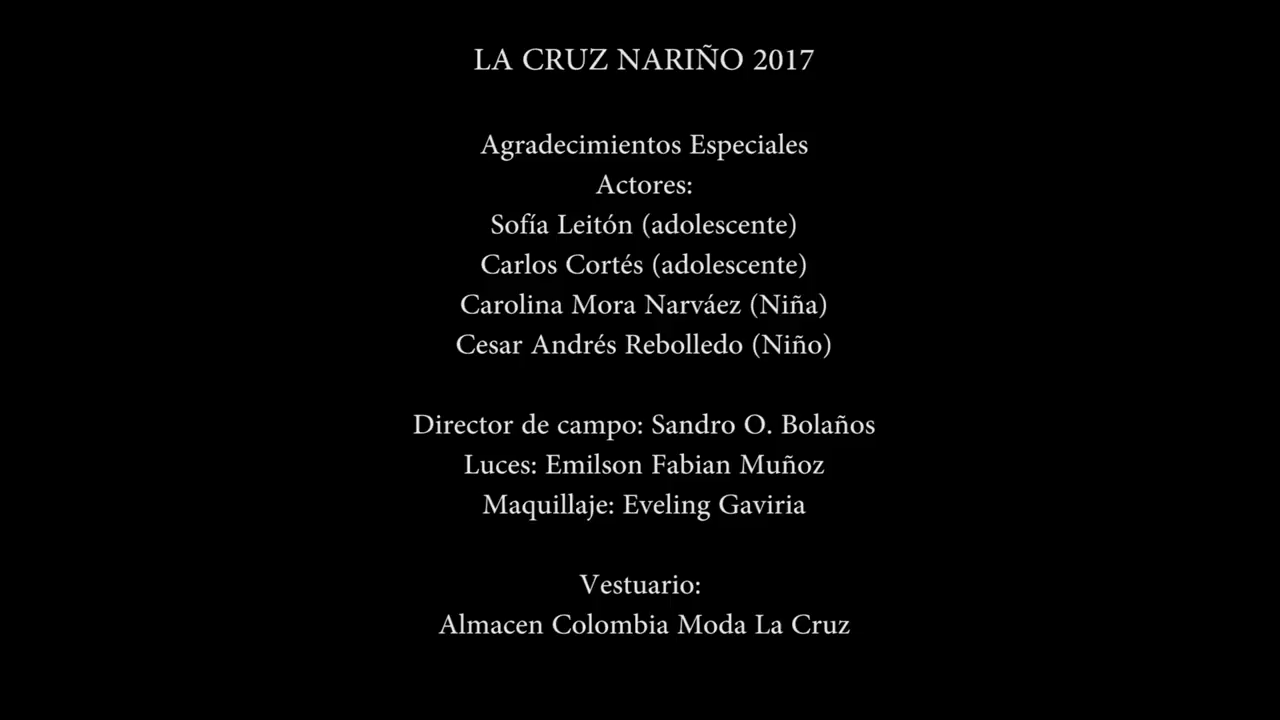 LA CRUZ NARIÑO 2017
Agradecimientos Especiales
Actores:
Sofía Leitón (adolescente)
Carlos Cortés (adolescente)
Carolina Mora Narváez (Niña)
Cesar Andrés Rebolledo (Niño)
Director de campo: Sandro O. Bolaños
Luces: Emilson Fabian Muñoz
Maquillaje: Eveling Gaviria
Vestuario:
Almacen Colombia Moda La Cruz